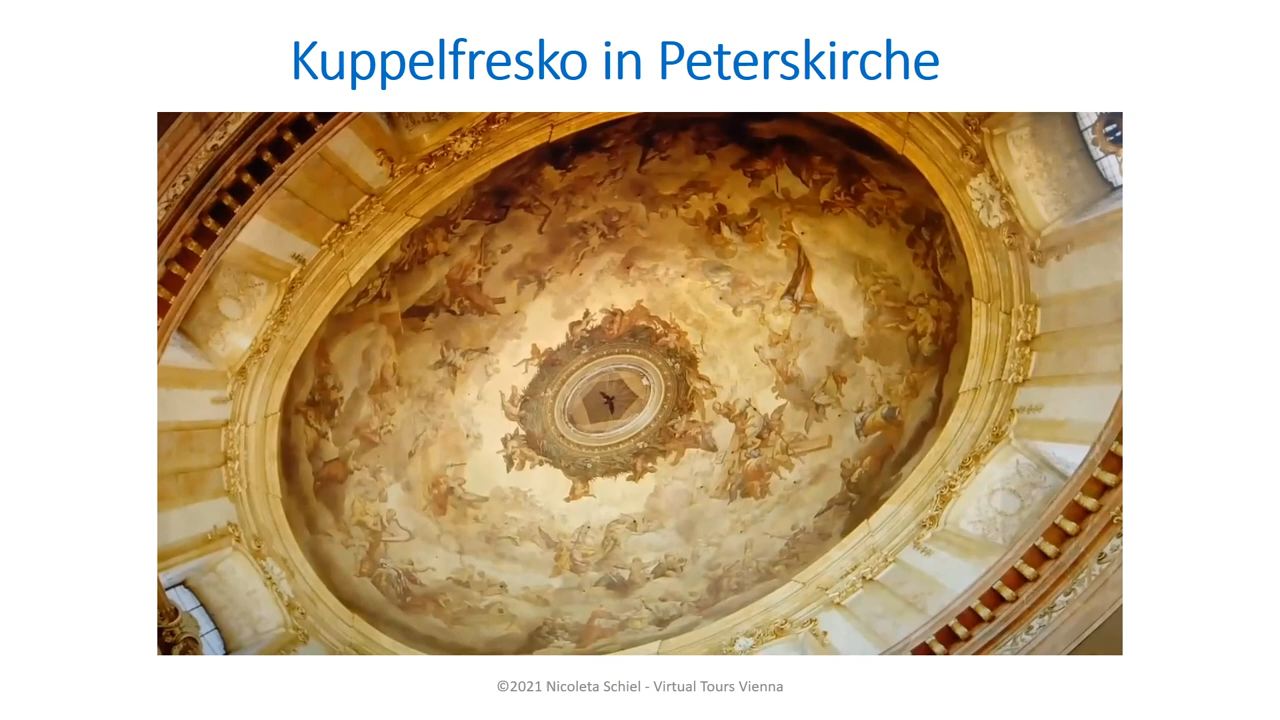 Kuppelfresko in Peterskirche
©2021 Nicoleta Schiel - Virtual Tours Vienna